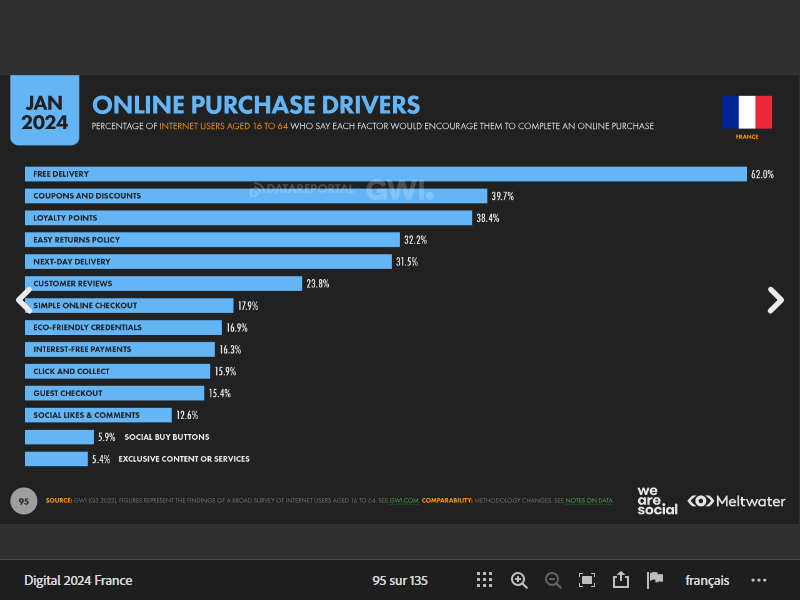 JAN
2024
ONLINE PURCHASE DRIVERS
PERCENTAGE OF INTERNET USERS AGED 16 TO 64 WHO SAY EACH FACTOR WOULD ENCOURAGE THEM TO COMPLETE AN ONLINE PURCHASE
FRANCE
FREE DELIVERY 62.0%
DATAREPORTAL GWI.
COUPONS AND DISCOUNTS 39.7%
LOYALTY POINTS 38.4%
EASY RETURNS POLICY 32.2%
NEXT-DAY DELIVERY 31.5%
CUSTOMER REVIEWS 23.8%
SIMPLE ONLINE CHECKOUT 17.9%
ECO-FRIENDLY CREDENTIALS 16.9%
INTEREST-FREE PAYMENTS 16.3%
CLICK AND COLLECT 15.9%
GUEST CHECKOUT 15.4%
SOCIAL LIKES & COMMENTS 12.6%
5.9% SOCIAL BUY BUTTONS
5.4% EXCLUSIVE CONTENT OR SERVICES
95 SOURCE: GWI (Q3 2023). FIGURES REPRESENT THE FINDINGS OF A BROAD SURVEY OF INTERNET USERS AGED 16 TO 64. SEE GWI.COM. COMPARABILITY: METHODOLOGY CHANGES. SEE NOTES ON DATA.
we
are.
social
Meltwater
Digital 2024 France 95 sur 135 français